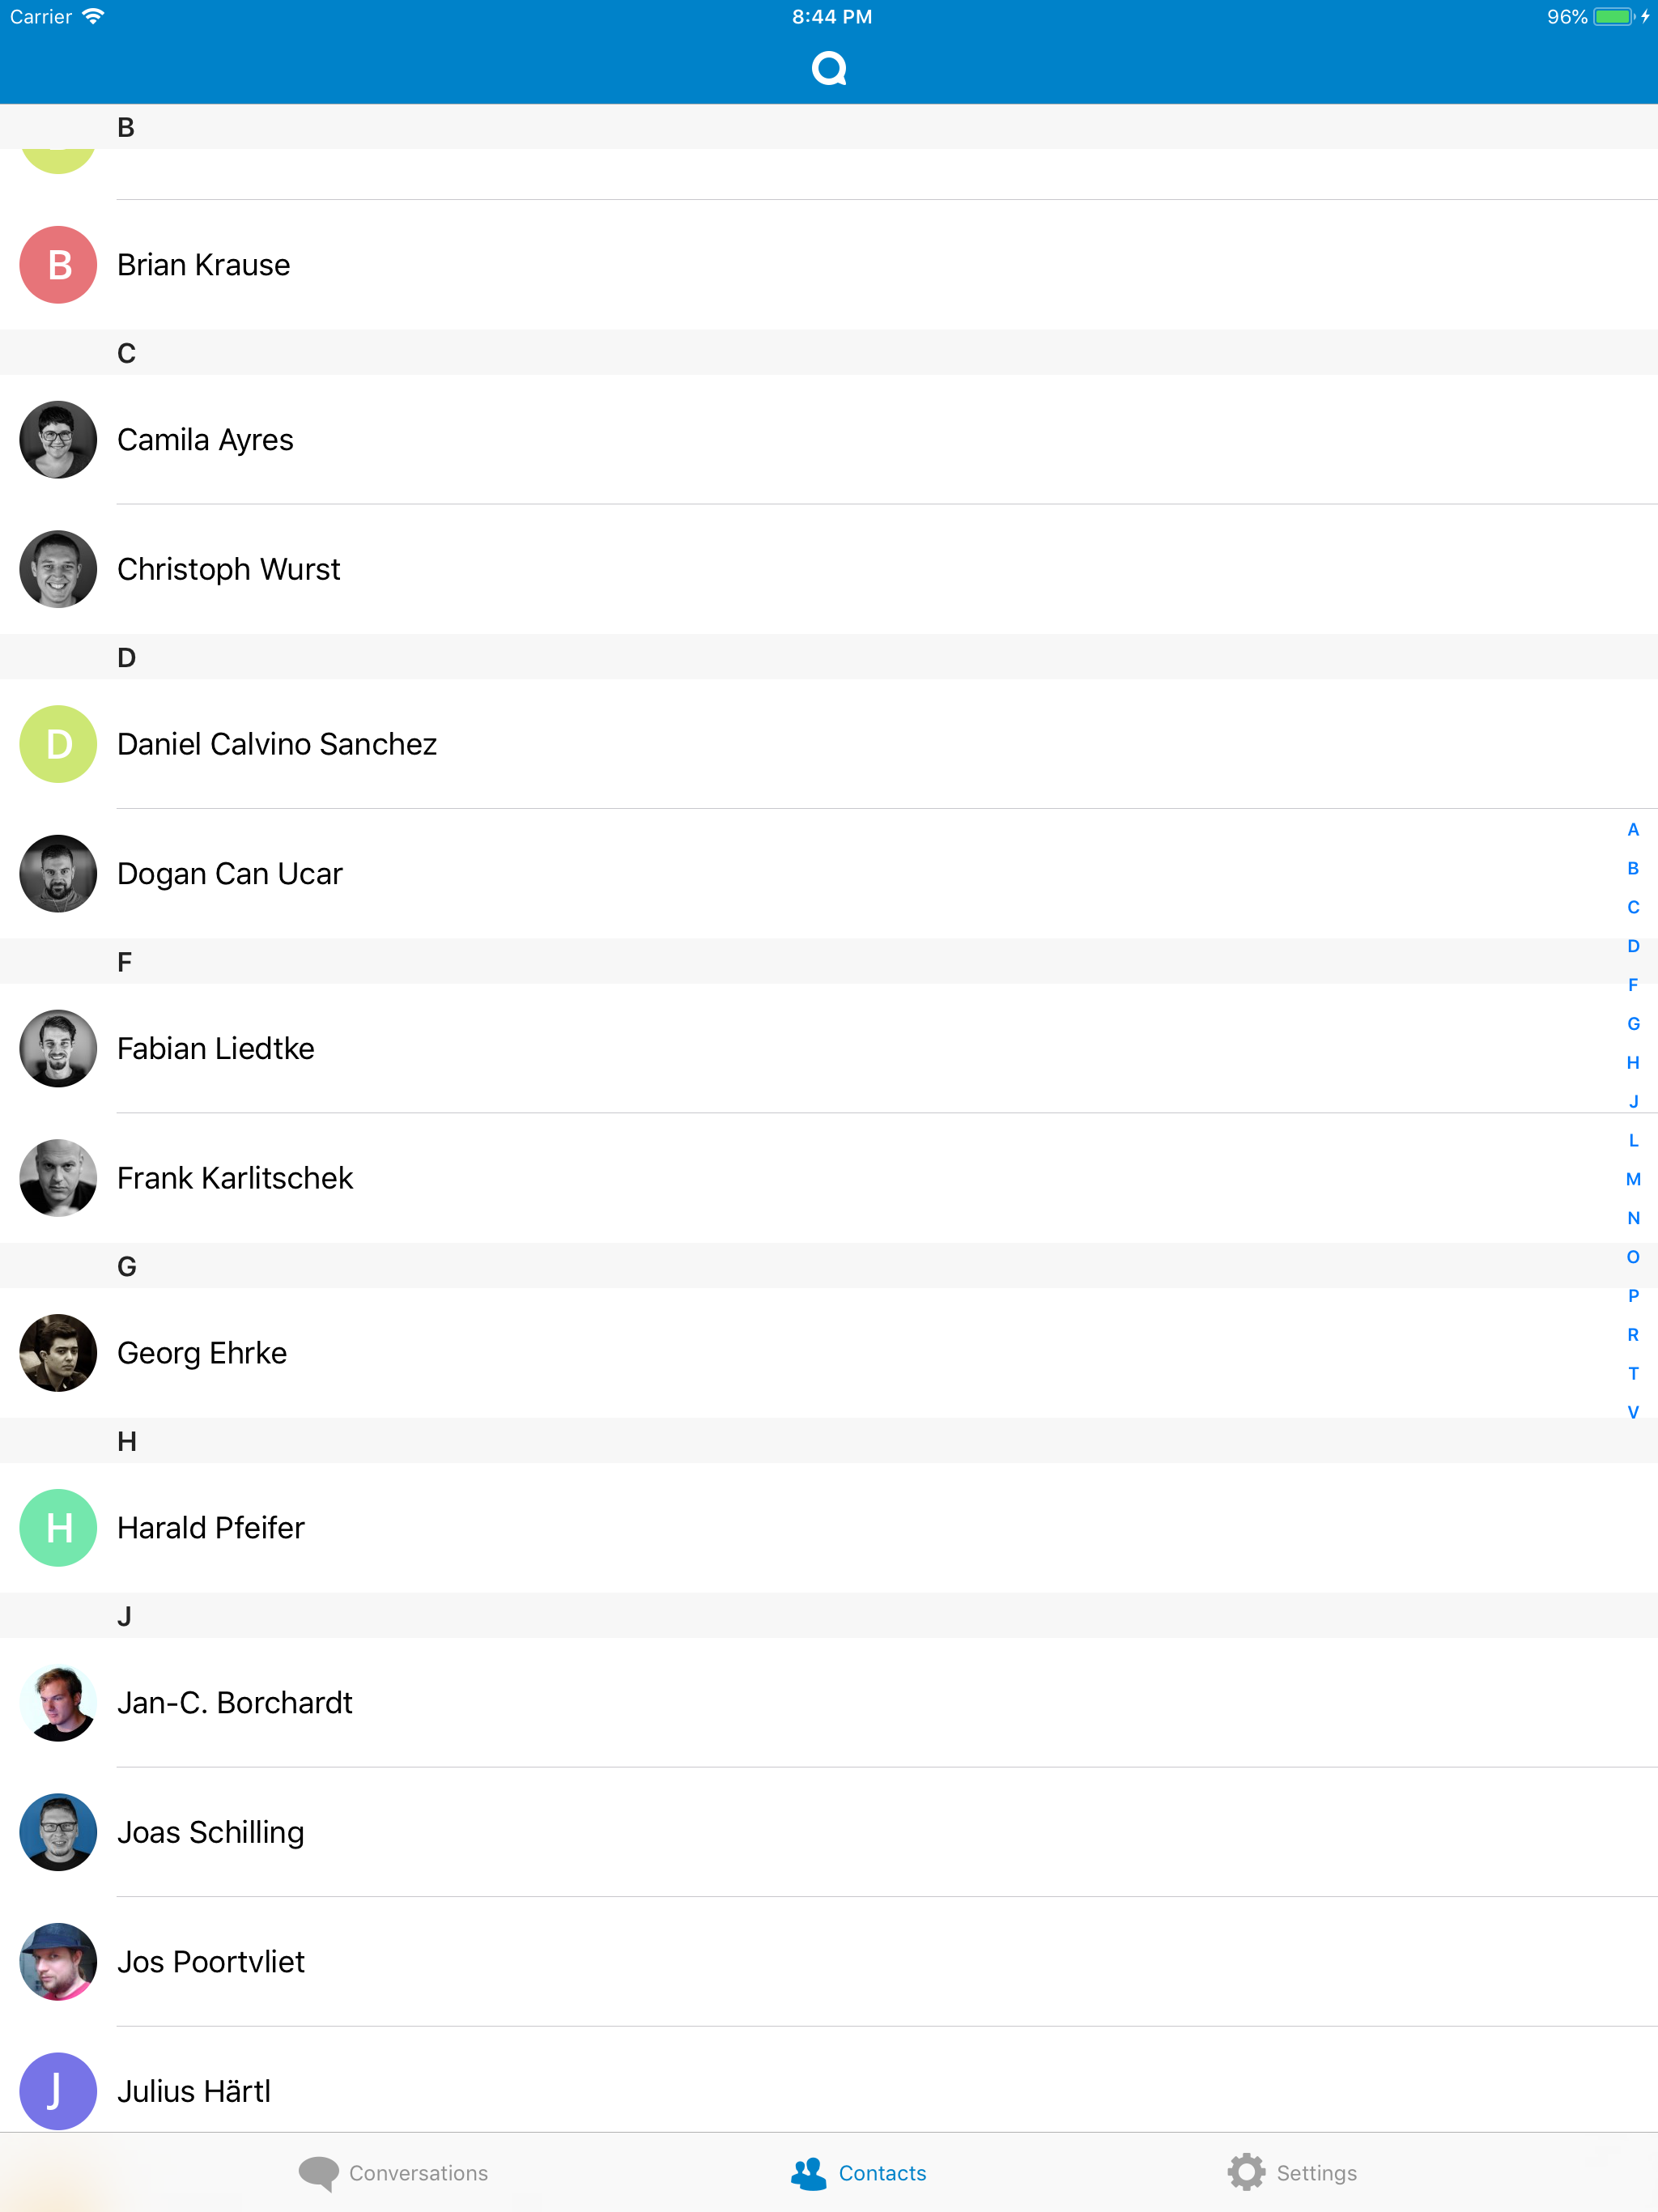 Carrier 8:44 PM 96%
B
B Brian Krause
C
Camila Ayres
Christoph Wurst
D
D Daniel Calvino Sanchez
Dogan Can Ucar
F
Fabian Liedtke
Frank Karlitschek
G
Georg Ehrke
H
H Harald Pfeifer
J
Jan-C. Borchardt
Joas Schilling
Jos Poortvliet
J Julius Härtl
A
B
C
D
F
G
H
J
L
M
N
O
P
R
T
V
Conversations Contacts Settings